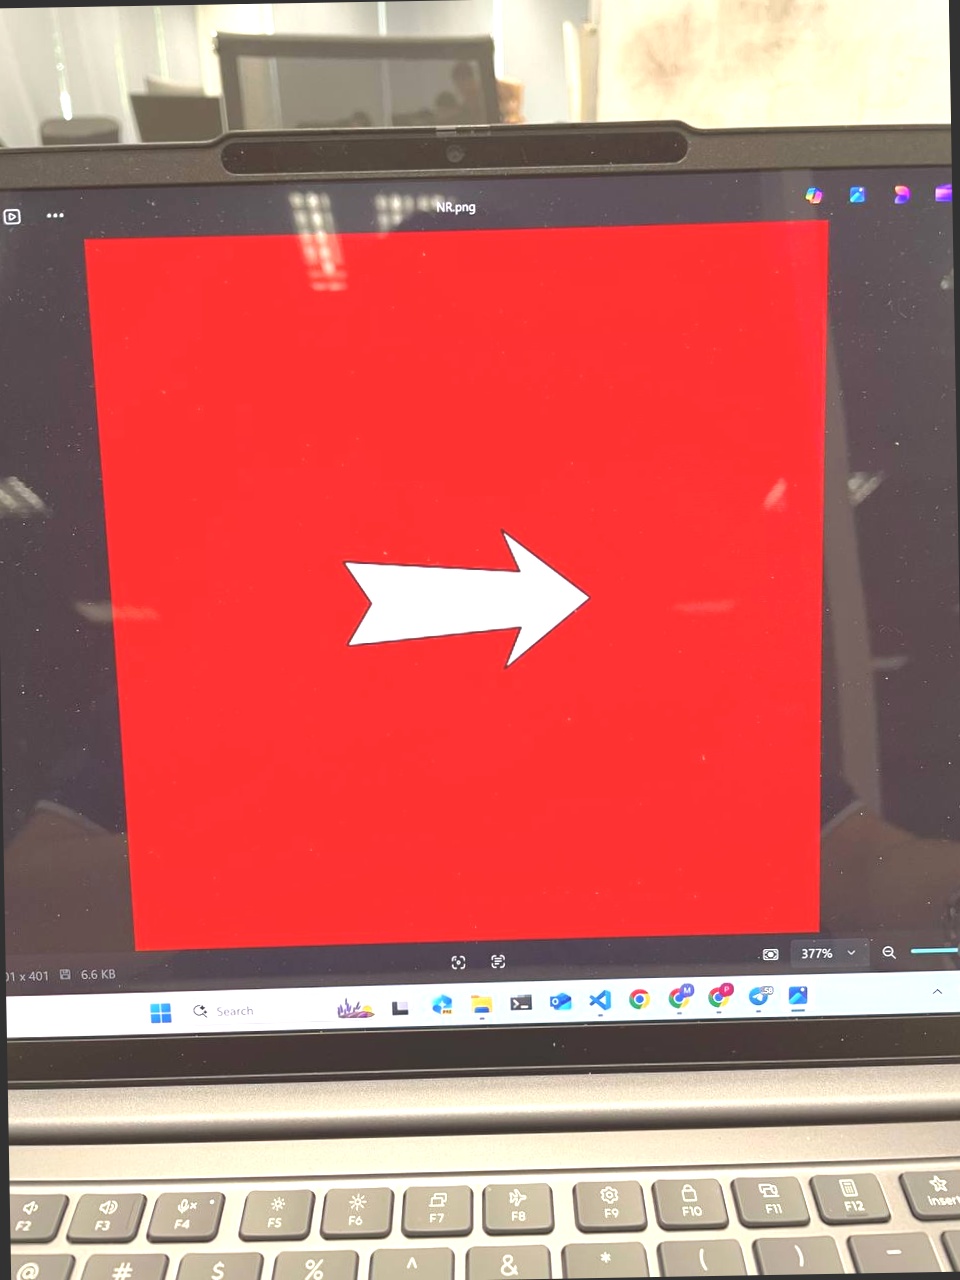 NR.png
01 x 401 6.6 KB
377%
Search
F2 F3 F4 F5 F6 F7 F8 F9 F10 F11 F12 insert
@ # $ % ^ & * ( ) -